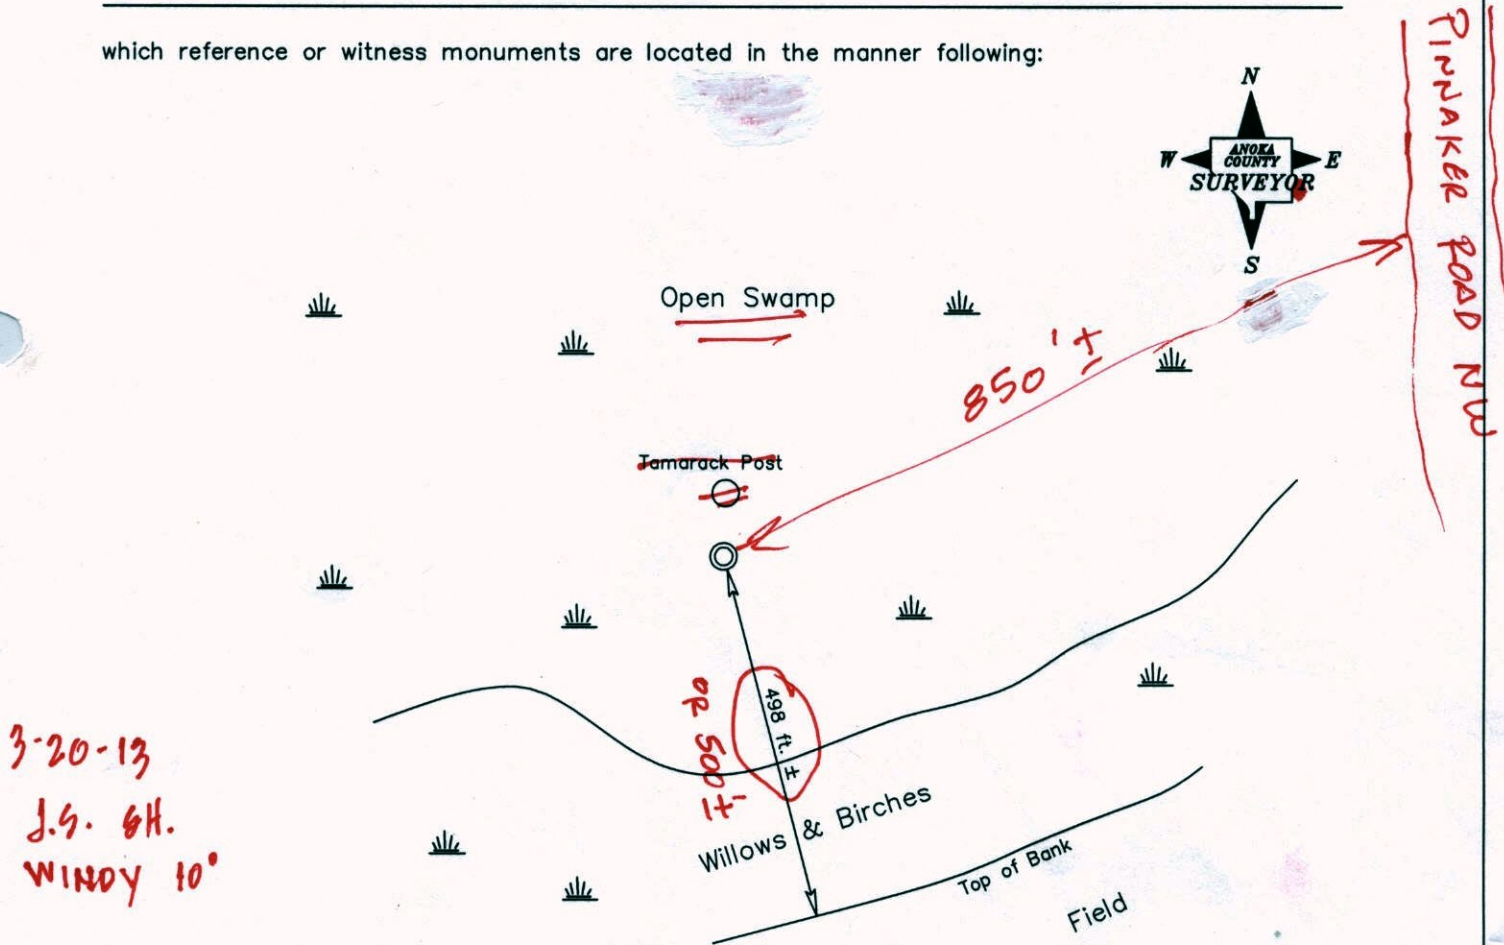 which reference or witness monuments are located in the manner following:
N
W
ANOKA
COUNTY
SURVEYOR
E
S
PINNAKER ROAD NW
Open Swamp
850'±
Tamarack Post
498 ft. ±
OR 500±
Willows & Birches
Top of Bank
Field
3-20-13
J.S. GH.
WINDY 10°